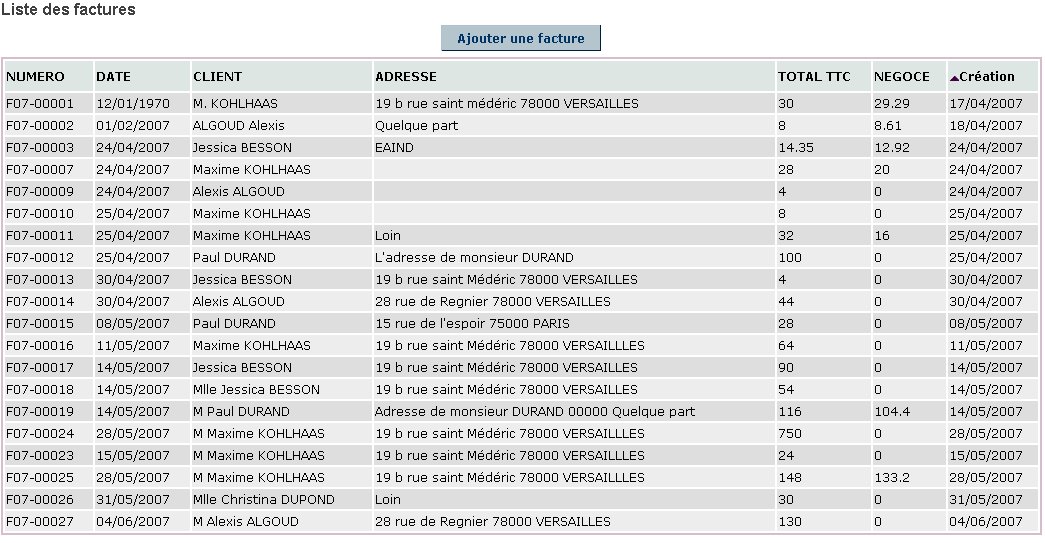 Liste des factures
Ajouter une facture
NUMERO DATE CLIENT ADRESSE TOTAL TTC NEGOCE Création
F07-00001 12/01/1970 M. KOHLHAAS 19 b rue saint médéric 78000 VERSAILLES 30 29.29 17/04/2007
F07-00002 01/02/2007 ALGOUD Alexis Quelque part 8 8.61 18/04/2007
F07-00003 24/04/2007 Jessica BESSON EAIND 14.35 12.92 24/04/2007
F07-00007 24/04/2007 Maxime KOHLHAAS 28 20 24/04/2007
F07-00009 24/04/2007 Alexis ALGOUD 4 0 24/04/2007
F07-00010 25/04/2007 Maxime KOHLHAAS 8 0 25/04/2007
F07-00011 25/04/2007 Maxime KOHLHAAS Loin 32 16 25/04/2007
F07-00012 25/04/2007 Paul DURAND L'adresse de monsieur DURAND 100 0 25/04/2007
F07-00013 30/04/2007 Jessica BESSON 19 b rue saint Médéric 78000 VERSAILLLES 4 0 30/04/2007
F07-00014 30/04/2007 Alexis ALGOUD 28 rue de Regnier 78000 VERSAILLES 44 0 30/04/2007
F07-00015 08/05/2007 Paul DURAND 15 rue de l'espoir 75000 PARIS 28 0 08/05/2007
F07-00016 11/05/2007 Maxime KOHLHAAS 19 b rue saint Médéric 78000 VERSAILLLLES 64 0 11/05/2007
F07-00017 14/05/2007 Jessica BESSON 19 b rue saint Médéric 78000 VERSAILLLES 90 0 14/05/2007
F07-00018 14/05/2007 Mlle Jessica BESSON 19 b rue saint Médéric 78000 VERSAILLLES 54 0 14/05/2007
F07-00019 14/05/2007 M Paul DURAND Adresse de monsieur DURAND 00000 Quelque part 116 104.4 14/05/2007
F07-00024 28/05/2007 M Maxime KOHLHAAS 19 b rue saint Médéric 78000 VERSAILLLLES 750 0 28/05/2007
F07-00023 15/05/2007 M Maxime KOHLHAAS 19 b rue saint Médéric 78000 VERSAILLLLES 24 0 15/05/2007
F07-00025 28/05/2007 M Maxime KOHLHAAS 19 b rue saint Médéric 78000 VERSAILLLLES 148 133.2 28/05/2007
F07-00026 31/05/2007 Mlle Christina DUPOND Loin 30 0 31/05/2007
F07-00027 04/06/2007 M Alexis ALGOUD 28 rue de Regnier 78000 VERSAILLES 130 0 04/06/2007